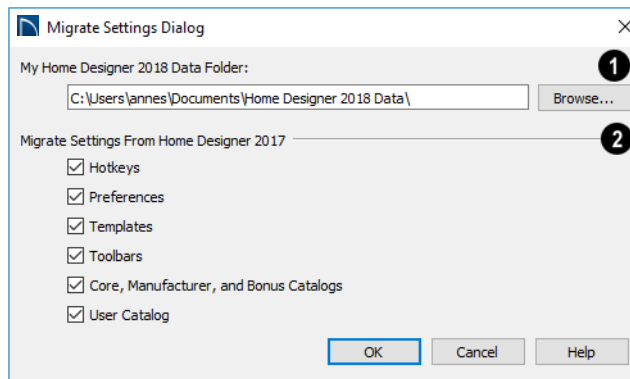 Migrate Settings Dialog
My Home Designer 2018 Data Folder:
1
C:\Users\annes\Documents\Home Designer 2018 Data\
Browse...
Migrate Settings From Home Designer 2017
2
Hotkeys
Preferences
Templates
Toolbars
Core, Manufacturer, and Bonus Catalogs
User Catalog
OK Cancel Help